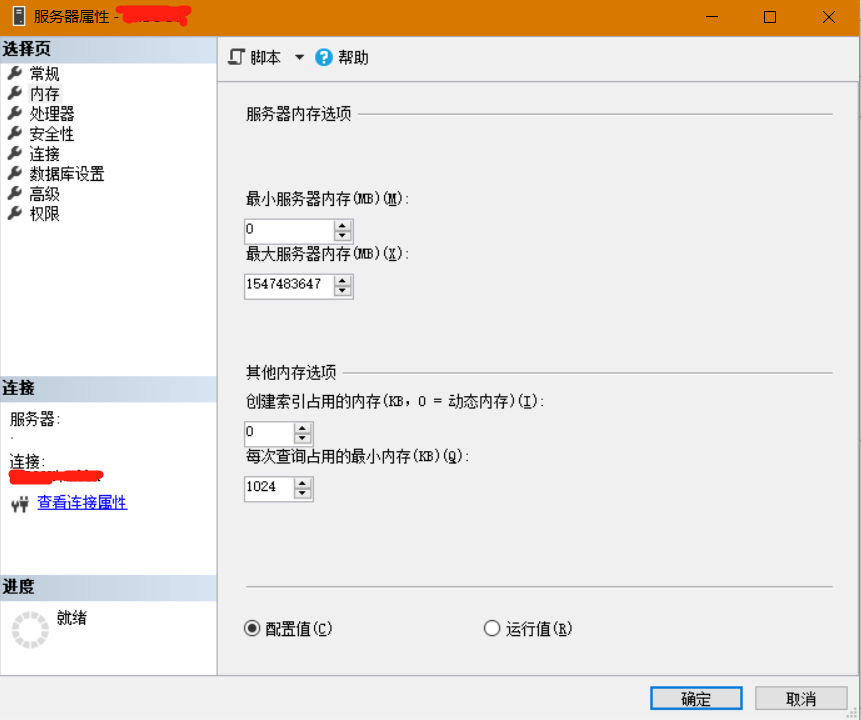 服务器属性 -
选择页
常规
内存
处理器
安全性
连接
数据库设置
高级
权限
脚本
帮助
服务器内存选项
最小服务器内存(MB)(M):
0
最大服务器内存(MB)(X):
1547483647
其他内存选项
创建索引占用的内存(KB, 0 = 动态内存)(I):
0
每次查询占用的最小内存(KB)(Q):
1024
配置值(C)
运行值(R)
连接
服务器:
.
连接:
查看连接属性
进度
就绪
确定
取消